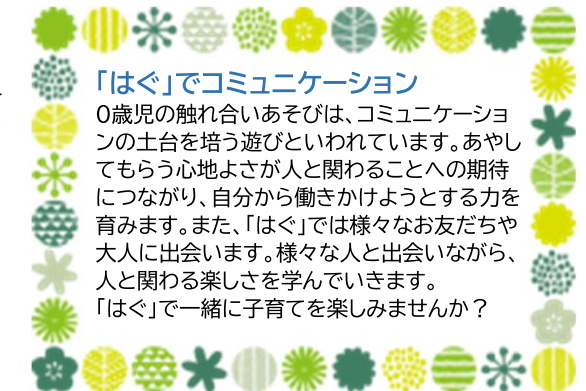 「はぐ」でコミュニケーション
0歳児の触れ合いあそびは、コミュニケーショ
ンの土台を培う遊びといわれています。あやし
てもらう心地よさが人と関わることへの期待
につながり、自分から働きかけようとする力を
育みます。また、「はぐ」では様々なお友だちや
大人に出会います。様々な人と出会いながら、
人と関わる楽しさを学んでいきます。
「はぐ」で一緒に子育てを楽しみませんか？